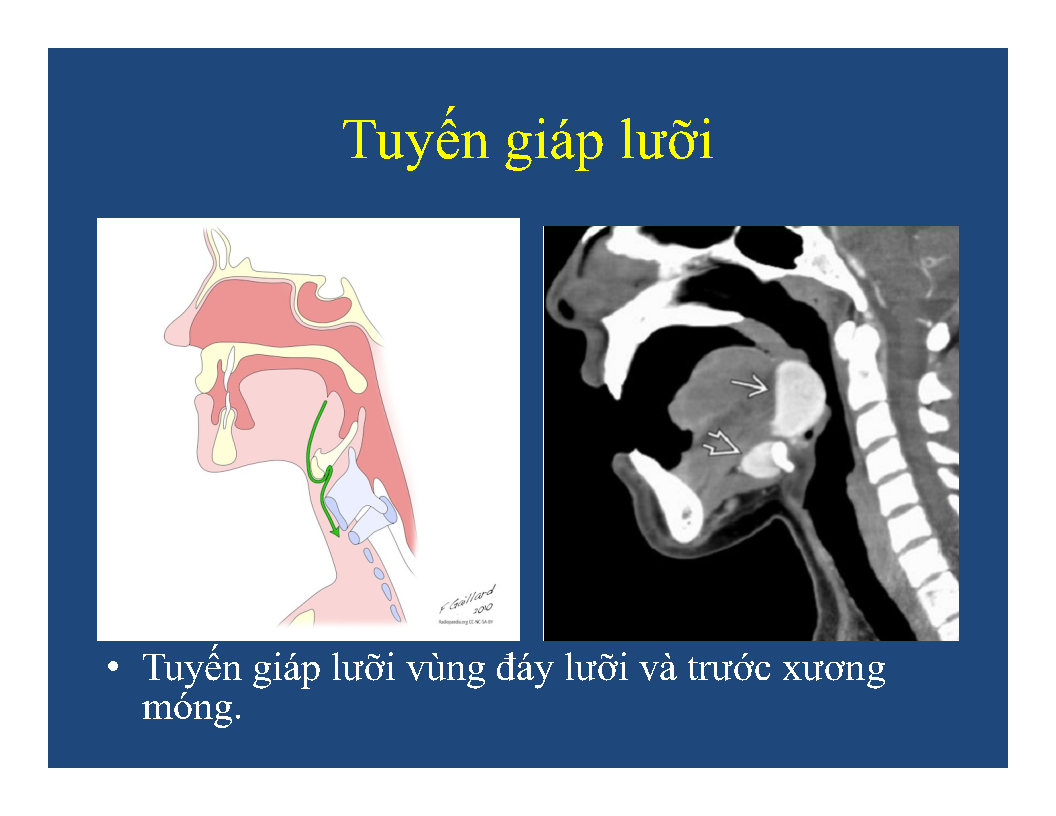 Tuyến giáp lưỡi
F Gaillard
2010
Radiopaedia.org CC-NC-SA-BY
• Tuyến giáp lưỡi vùng đáy lưỡi và trước xương
móng.